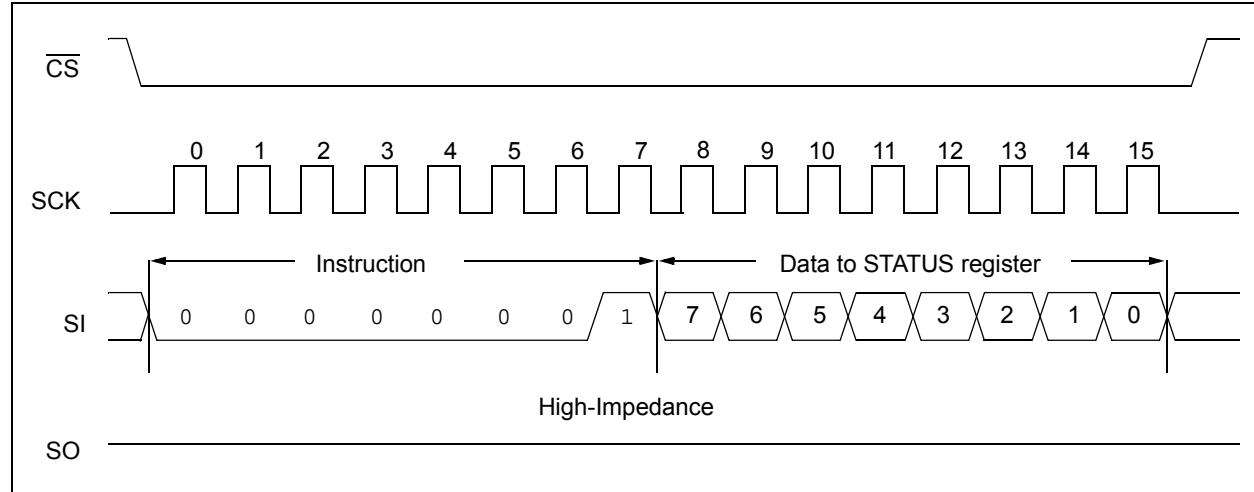 CS
0 1 2 3 4 5 6 7 8 9 10 11 12 13 14 15
SCK
Instruction Data to STATUS register
SI 0 0 0 0 0 0 0 1 7 6 5 4 3 2 1 0
High-Impedance
SO